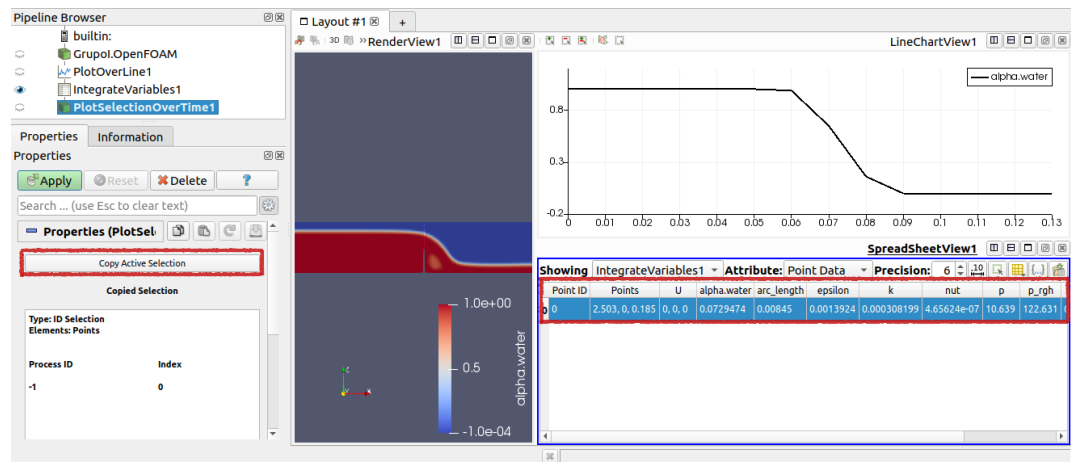 Pipeline Browser
builtin:
GrupoI.OpenFOAM
PlotOverLine1
IntegrateVariables1
PlotSelectionOverTime1
Properties Information
Properties
Apply Reset Delete ?
Search ... (use Esc to clear text)
Properties (PlotSel
Copy Active Selection
Copied Selection
Type: ID Selection
Elements: Points
Process ID Index
-1 0
Layout #1 +
3D » RenderView1
1.0e+00
0.5
-1.0e-04
alpha.water
LineChartView1
alpha.water
0.8
0.3
-0.2
0 0.01 0.02 0.03 0.04 0.05 0.06 0.07 0.08 0.09 0.1 0.11 0.12 0.13
SpreadSheetView1
Showing IntegrateVariables1 Attribute: Point Data Precision: 6
Point ID Points U alpha.water arc_length epsilon k nut p p_rgh
0 0 2.503, 0, 0.185 0, 0, 0 0.0729474 0.00845 0.0013924 0.000308199 4.65624e-07 10.639 122.631